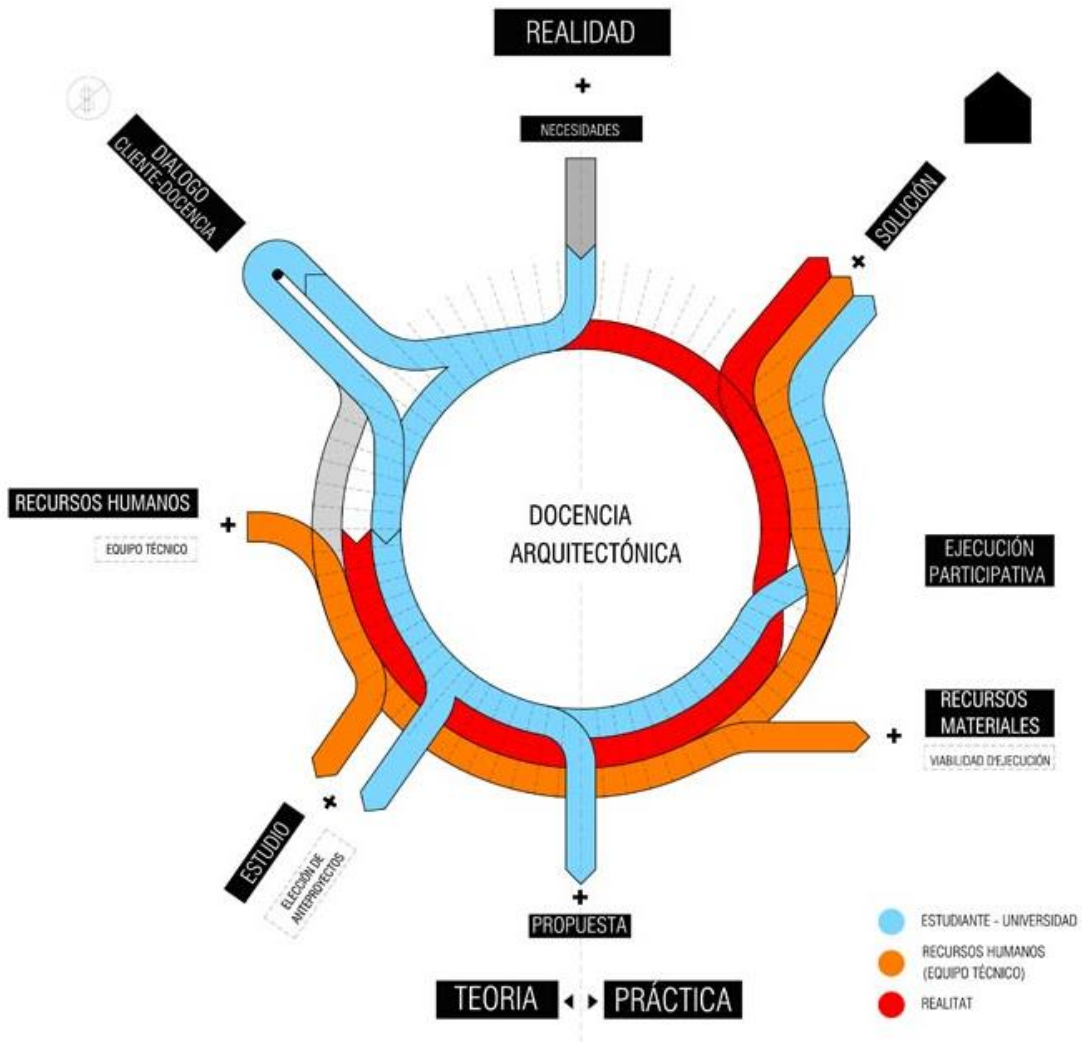 REALIDAD
+
NECESIDADES
DIALOGO
CLIENTE-DOCENCIA
SOLUCIÓN
RECURSOS HUMANOS
+
EQUIPO TÉCNICO
DOCENCIA
ARQUITECTÓNICA
EJECUCIÓN
PARTICIPATIVA
RECURSOS
MATERIALES
+
VIABILIDAD D'EJECUCIÓN
ESTUDIO
+
ELECCIÓN DE
ANTEPROYECTOS
+
PROPUESTA
TEORIA
PRÁCTICA
ESTUDIANTE - UNIVERSIDAD
RECURSOS HUMANOS
(EQUIPO TÉCNICO)
REALITAT